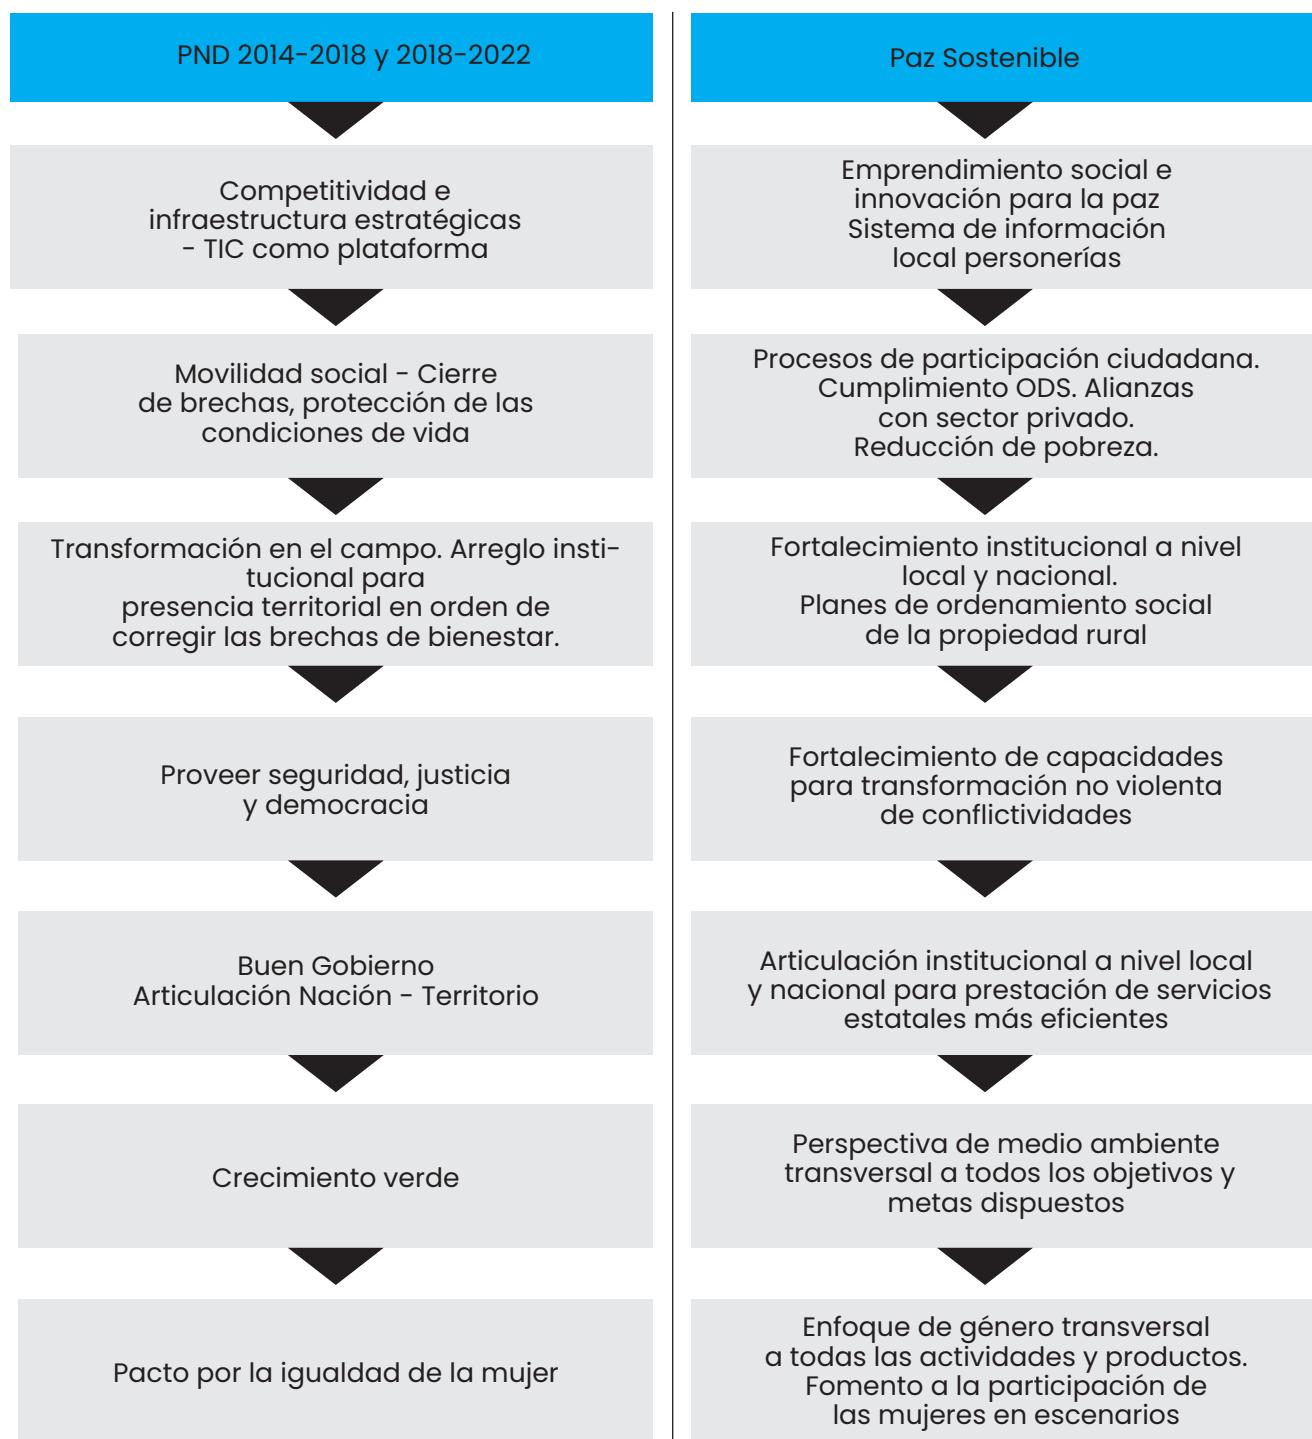 PND 2014-2018 y 2018-2022
Competitividad e
infraestructura estratégicas
- TIC como plataforma
Movilidad social - Cierre
de brechas, protección de las
condiciones de vida
Transformación en el campo. Arreglo insti-
tucional para
presencia territorial en orden de
corregir las brechas de bienestar.
Proveer seguridad, justicia
y democracia
Buen Gobierno
Articulación Nación - Territorio
Crecimiento verde
Pacto por la igualdad de la mujer
Paz Sostenible
Emprendimiento social e
innovación para la paz
Sistema de información
local personerías
Procesos de participación ciudadana.
Cumplimiento ODS. Alianzas
con sector privado.
Reducción de pobreza.
Fortalecimiento institucional a nivel
local y nacional.
Planes de ordenamiento social
de la propiedad rural
Fortalecimiento de capacidades
para transformación no violenta
de conflictividades
Articulación institucional a nivel local
y nacional para prestación de servicios
estatales más eficientes
Perspectiva de medio ambiente
transversal a todos los objetivos y
metas dispuestos
Enfoque de género transversal
a todas las actividades y productos.
Fomento a la participación de
las mujeres en escenarios